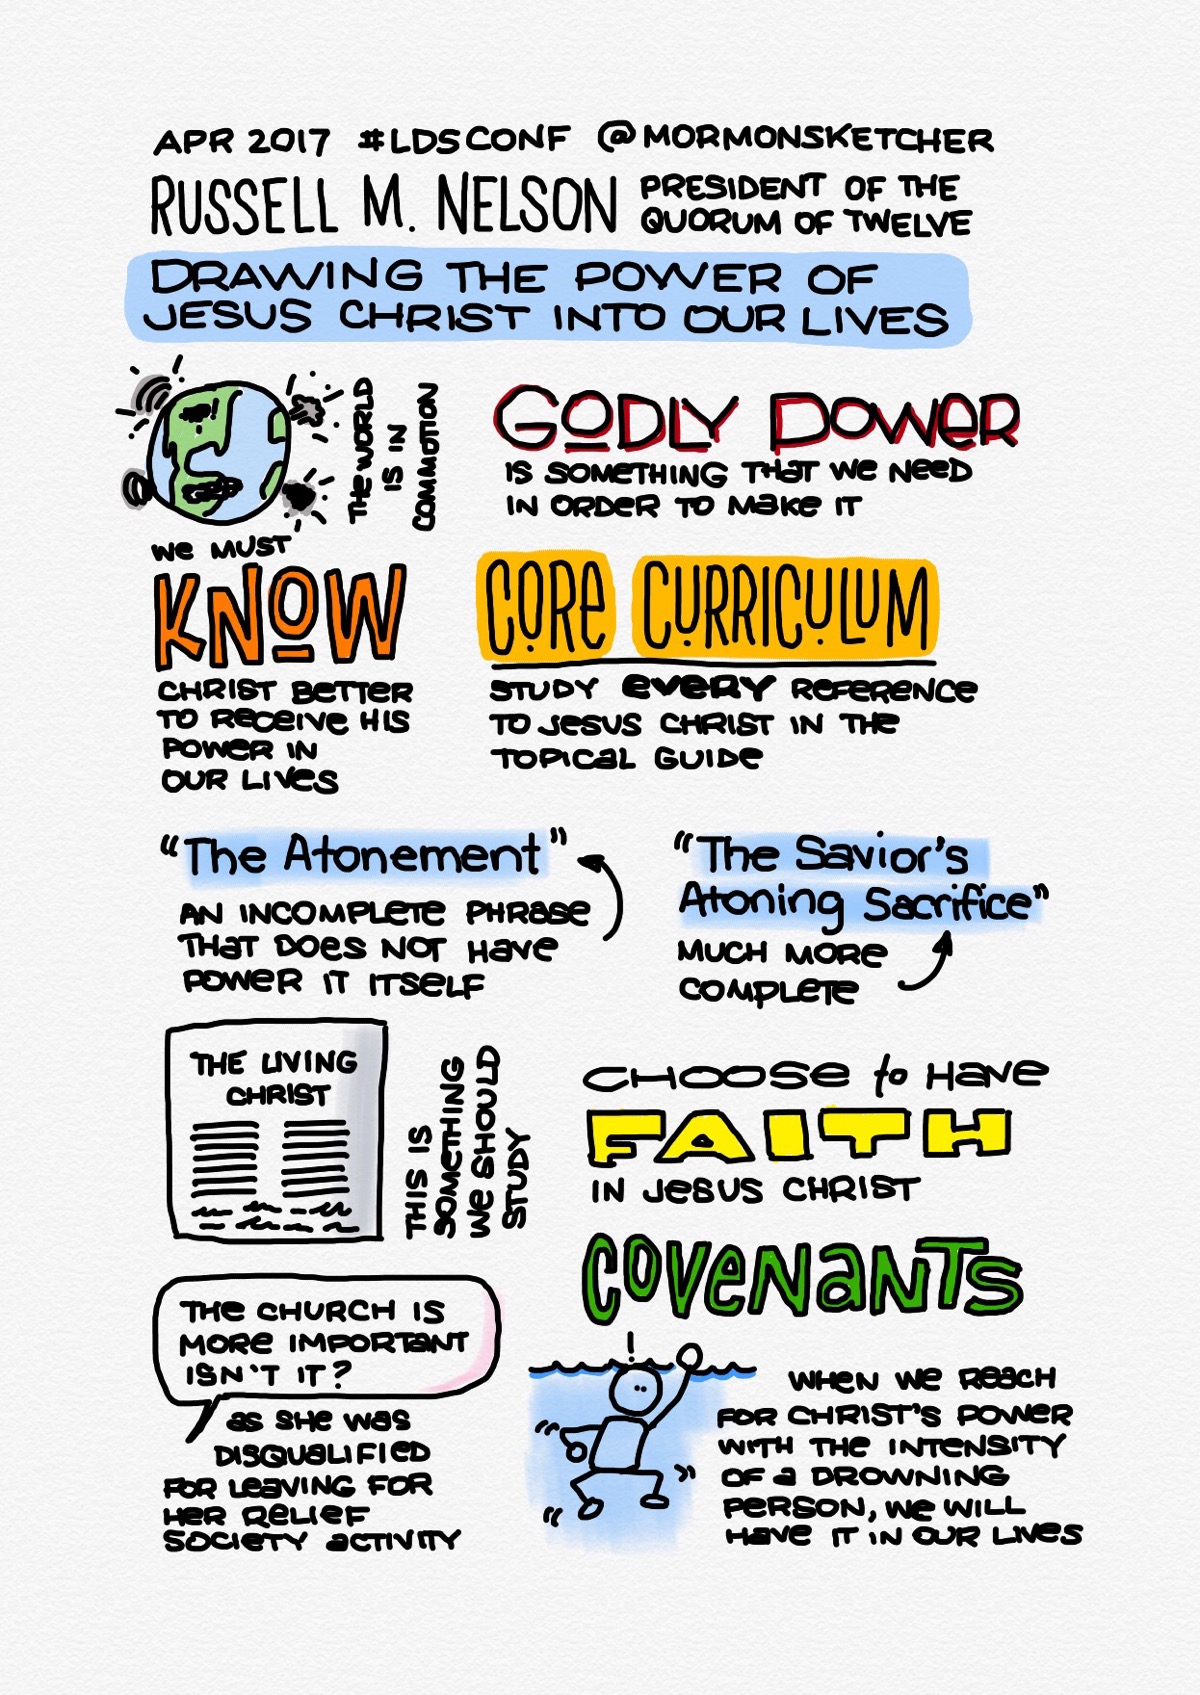 APR 2017 #LDSCONF @MORMONSKETCHER
RUSSELL M. NELSON
PRESIDENT OF THE
QUORUM OF TWELVE
DRAWING THE POWER OF
JESUS CHRIST INTO OUR LIVES
THE WORLD
IS IN
COMMOTION
GODLY POWER
IS SOMETHING THAT WE NEED
IN ORDER TO MAKE IT
WE MUST
KNOW
CHRIST BETTER
TO RECEIVE HIS
POWER IN
OUR LIVES
CORE CURRICULUM
STUDY EVERY REFERENCE
TO JESUS CHRIST IN THE
TOPICAL GUIDE
"The Atonement"
AN INCOMPLETE PHRASE
THAT DOES NOT HAVE
POWER IT ITSELF
"The Savior's
Atoning Sacrifice"
MUCH MORE
COMPLETE
THE LIVING
CHRIST
THIS IS
SOMETHING
WE SHOULD
STUDY
CHOOSE to HAVE
FAITH
IN JESUS CHRIST
THE CHURCH IS
MORE IMPORTANT
ISN'T IT?
AS SHE WAS
DISQUALIFIED
FOR LEAVING FOR
HER RELIEF
SOCIETY ACTIVITY
COVENANTS
!
WHEN WE REACH
FOR CHRIST'S POWER
WITH THE INTENSITY
OF A DROWNING
PERSON, WE WILL
HAVE IT IN OUR LIVES